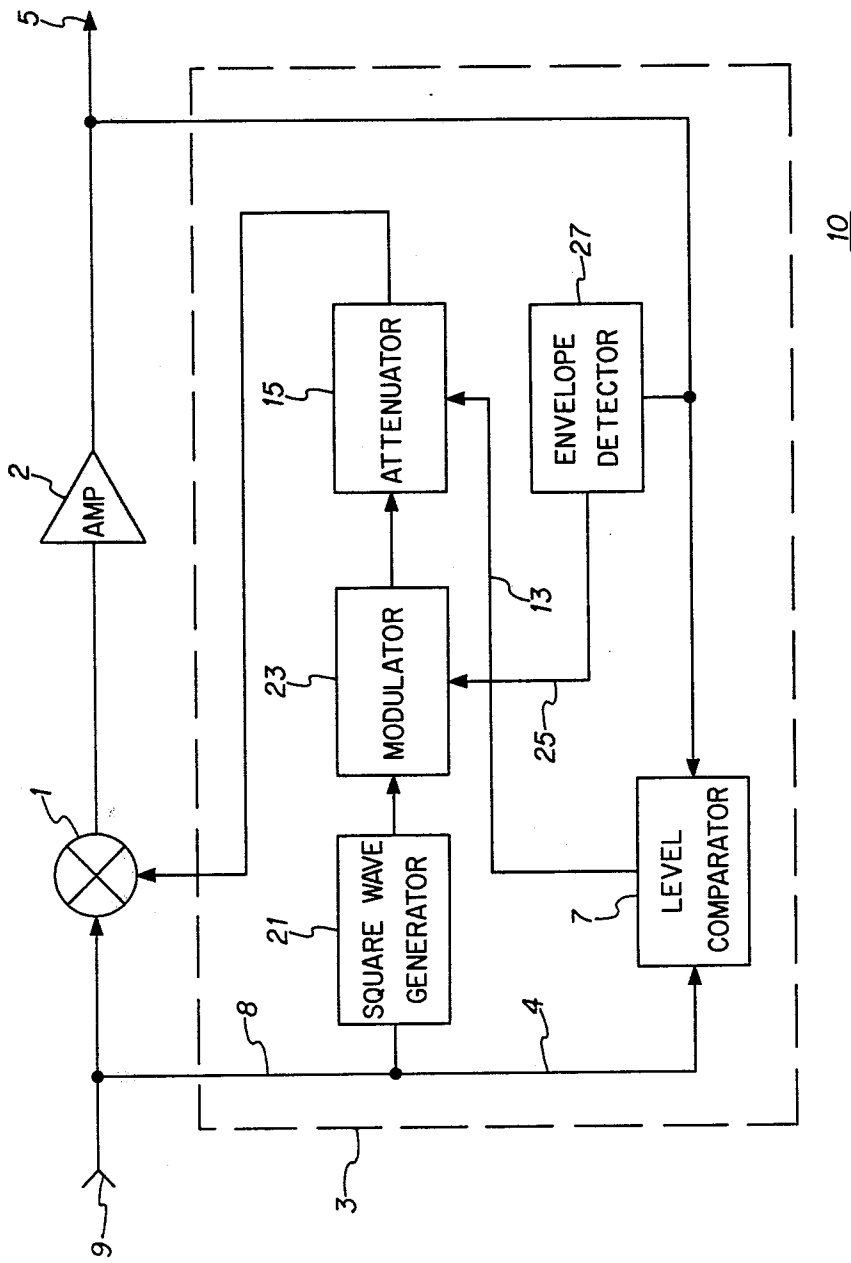 5
2
AMP
1
9
8
4
3
21
SQUARE WAVE
GENERATOR
23
MODULATOR
15
ATTENUATOR
13
25
27
ENVELOPE
DETECTOR
7
LEVEL
COMPARATOR
10